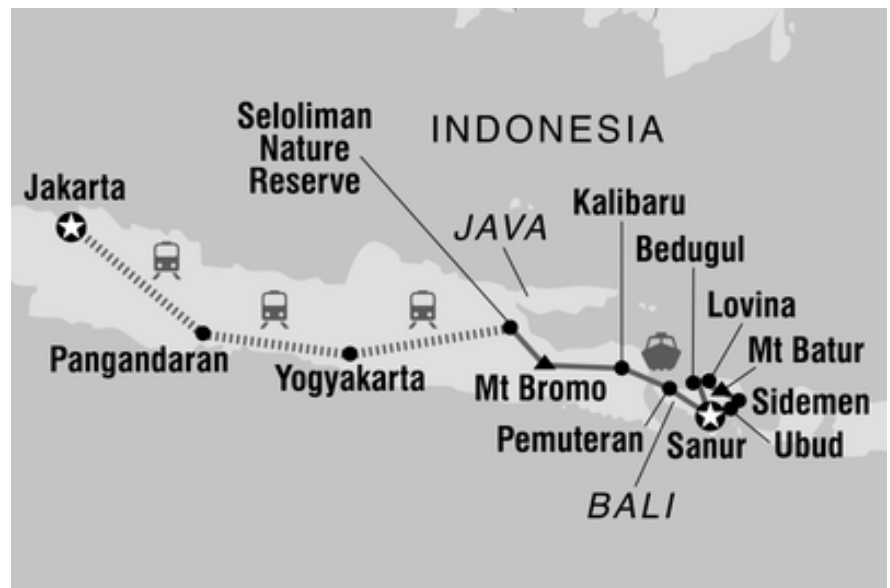 Seloliman
Nature
Reserve
INDONESIA
Jakarta
JAVA
Kalibaru
Bedugul
Lovina
Mt Batur
Pangandaran
Yogyakarta
Mt Bromo
Sidemen
Pemuteran
Sanur
Ubud
BALI